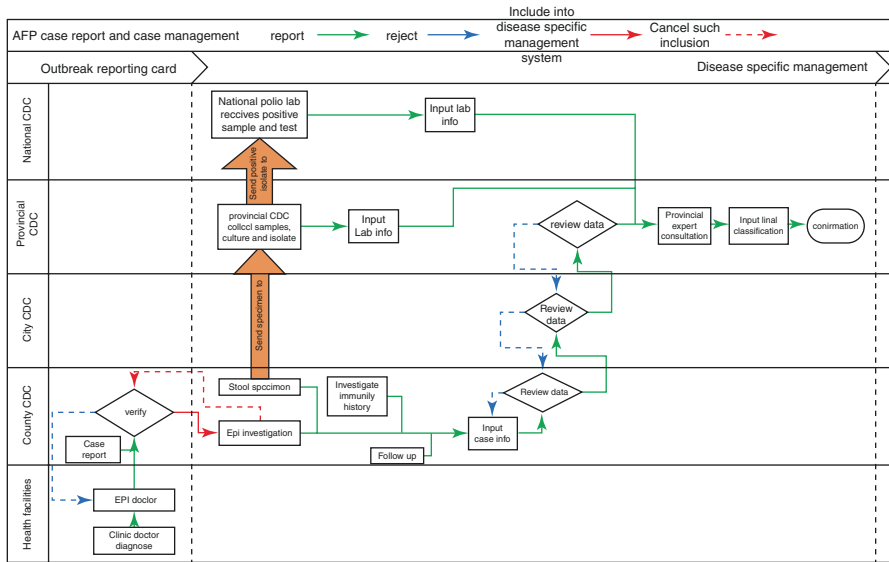 AFP case report and case management
report
reject
Include into
disease specific
management
system
Cancel such
inclusion
Outbreak reporting card
Disease specific management
National CDC
National polio lab
reccives positive
sample and test
Input lab
info
Send positive
isolate to
Provincial
CDC
provincial CDC
collccl samples,
culture and isolate
Input
Lab info
review data
Provincial
expert
consultation
Input linal
classification
conirmation
City CDC
Send specimen to
Review
data
County CDC
verify
Case
report
Stool spccimon
Epi investigation
Investigate
immunily
history
Follow up
Input
case info
Review data
Health facilities
EPI doclor
Clinic doctor
diagnose